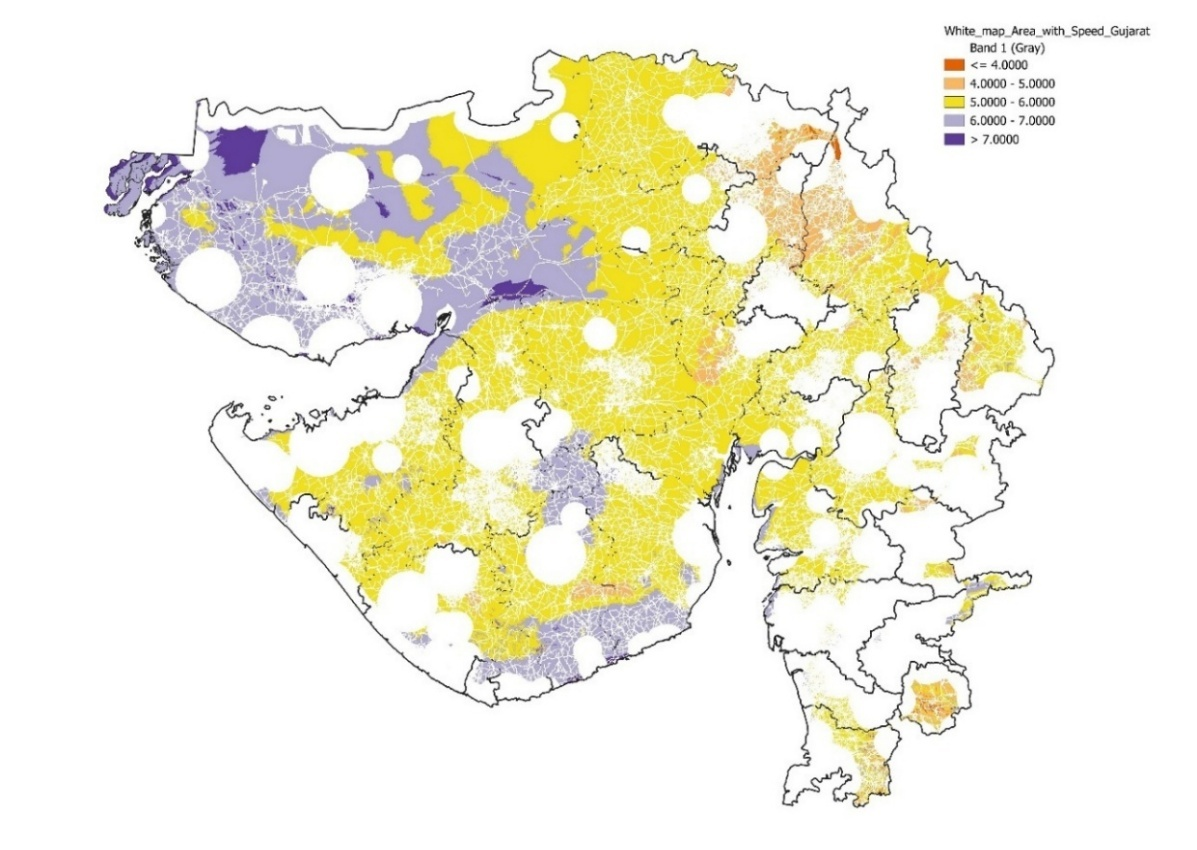 White_map_Area_with_Speed_Gujarat
Band 1 (Gray)
<= 4.0000
4.0000 - 5.0000
5.0000 - 6.0000
6.0000 - 7.0000
> 7.0000